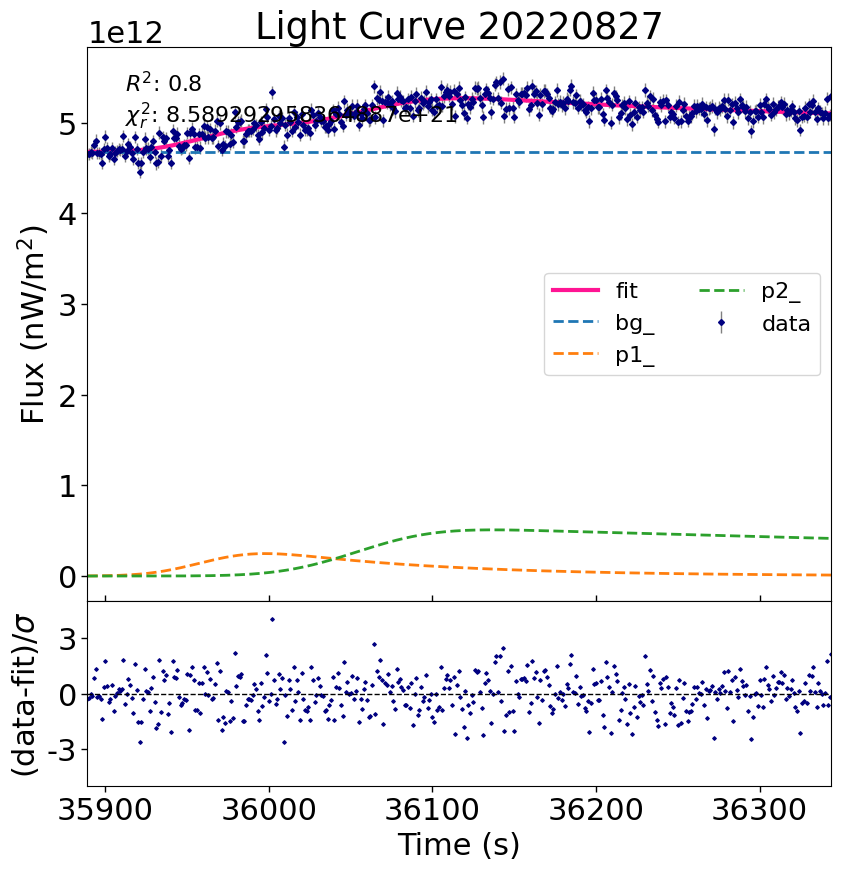 Light Curve 20220827
1e12
R²: 0.8
χ²ᵣ:
5
4
3
2
1
0
Flux (nW/m²)
fit
bg_
p1_
p2_
data
3
0
-3
(data-fit)/σ
35900 36000 36100 36200 36300
Time (s)